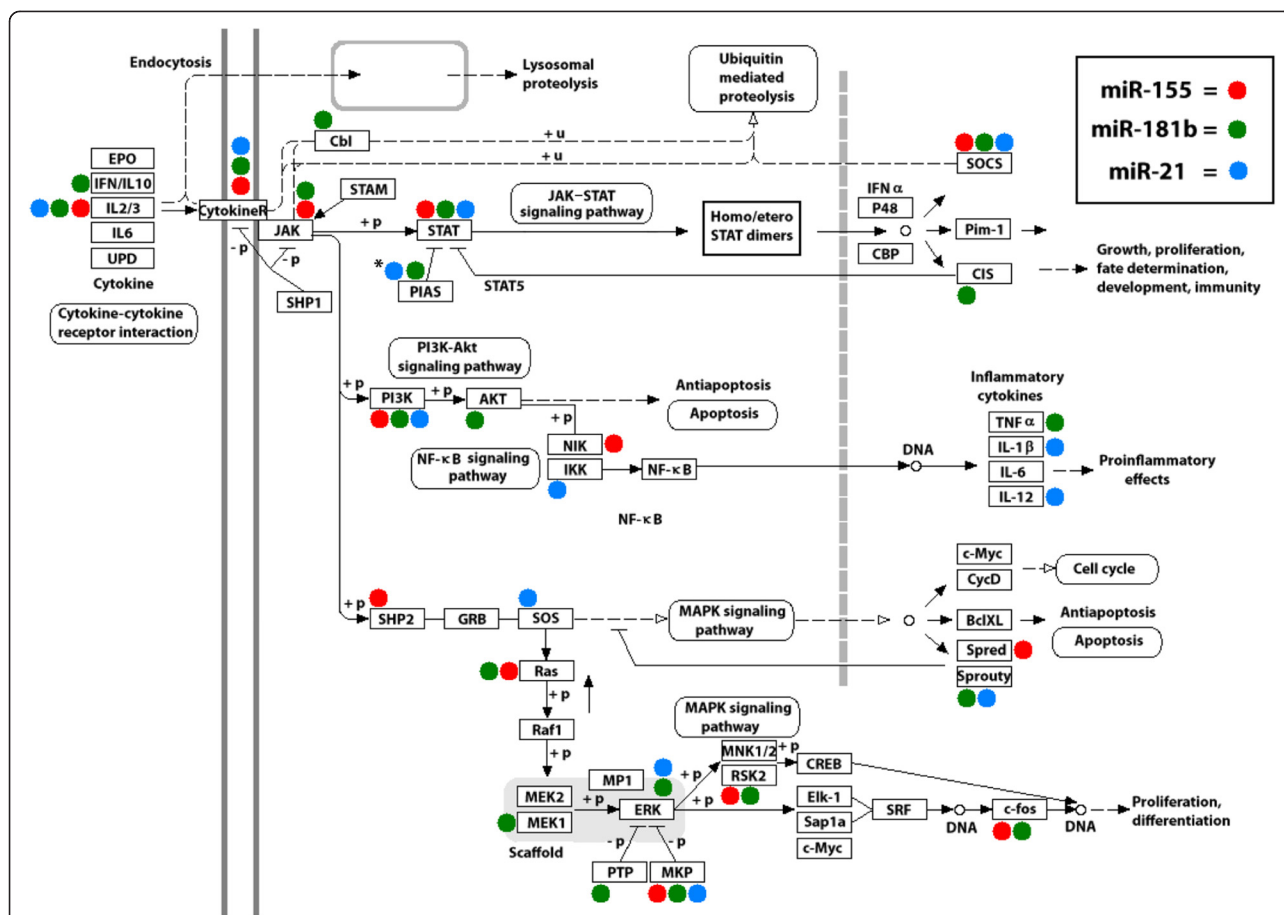 Endocytosis
Lysosomal
proteolysis
Ubiquitin
mediated
proteolysis
miR-155 =
miR-181b =
miR-21 =
Cbl
+ u
+ u
SOCS
EPO
IFN/IL10
IL2/3
IL6
UPD
Cytokine
Cytokine-cytokine
receptor interaction
CytokineR
JAK
STAM
+ p
STAT
JAK–STAT
signaling pathway
Homo/etero
STAT dimers
IFN α
P48
CBP
Pim-1
CIS
Growth, proliferation,
fate determination,
development, immunity
- p
- p
SHP1
*
PIAS
STAT5
PI3K-Akt
signaling pathway
+ p
PI3K
+ p
AKT
Antiapoptosis
Apoptosis
+ p
NIK
IKK
NF-κB signaling
pathway
NF-κB
NF-κB
DNA
Inflammatory
cytokines
TNF α
IL-1β
IL-6
IL-12
Proinflammatory
effects
+ p
SHP2
GRB
SOS
MAPK signaling
pathway
c-Myc
CycD
Cell cycle
BclXL
Antiapoptosis
Apoptosis
Spred
Sprouty
Ras
+ p
Raf1
+ p
MAPK signaling
pathway
MNK1/2
+ p
RSK2
CREB
MP1
MEK2
MEK1
+ p
ERK
+ p
+ p
Scaffold
Elk-1
Sap1a
c-Myc
SRF
DNA
c-fos
DNA
Proliferation,
differentiation
- p
- p
PTP
MKP